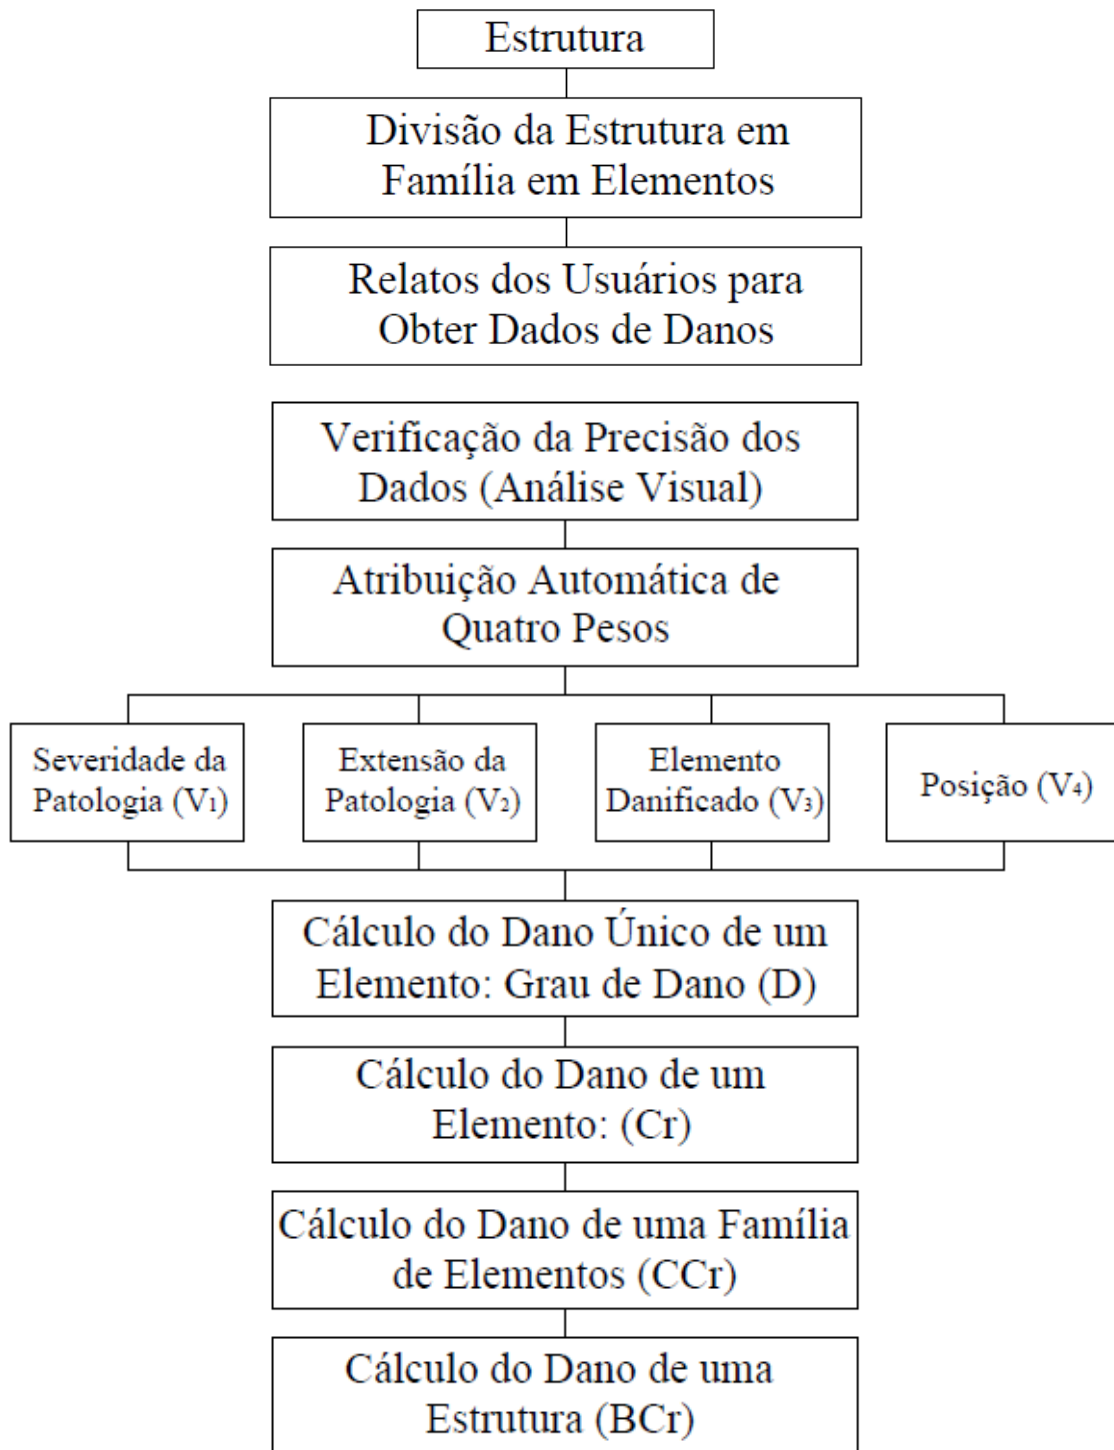 Estrutura
Divisão da Estrutura em
Família em Elementos
Relatos dos Usuários para
Obter Dados de Danos
Verificação da Precisão dos
Dados (Análise Visual)
Atribuição Automática de
Quatro Pesos
Severidade da
Patologia (V₁)
Extensão da
Patologia (V₂)
Elemento
Danificado (V₃)
Posição (V₄)
Cálculo do Dano Único de um
Elemento: Grau de Dano (D)
Cálculo do Dano de um
Elemento: (Cr)
Cálculo do Dano de uma Família
de Elementos (CCr)
Cálculo do Dano de uma
Estrutura (BCr)